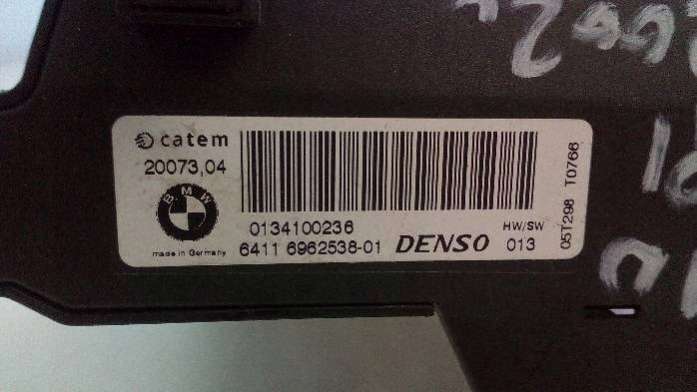 catem
20073,04
BMW
made in Germany
0134100236
6411 6962538-01
DENSO
HW/SW
013
05T298 T0766